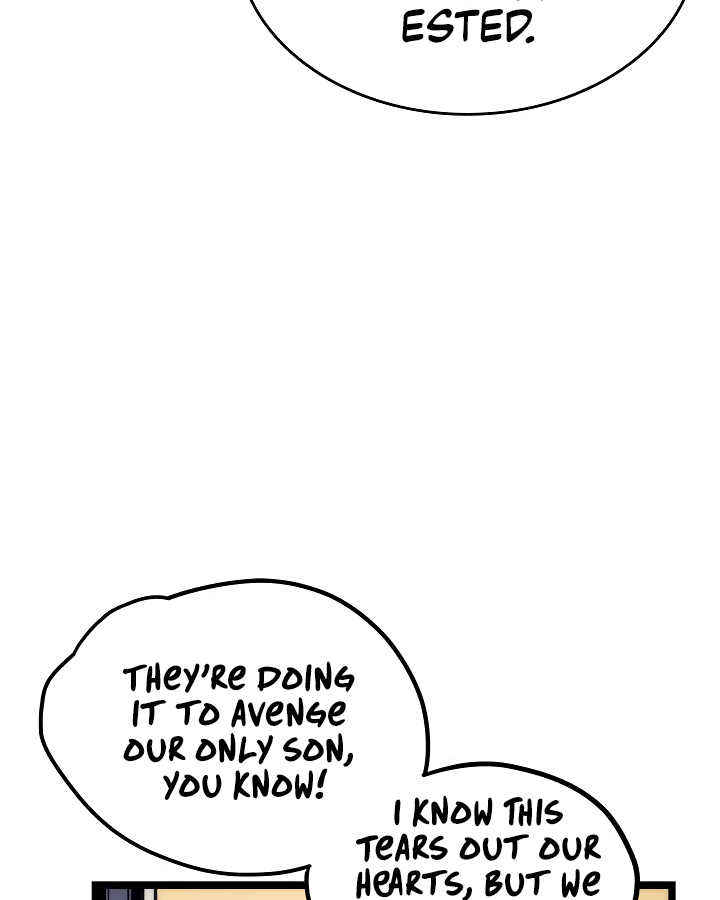 ESTED.
THEY'RE DOING
IT TO AVENGE
OUR ONLY SON,
YOU KNOW!
I KNOW THIS
TEARS OUT OUR
HEARTS, BUT WE